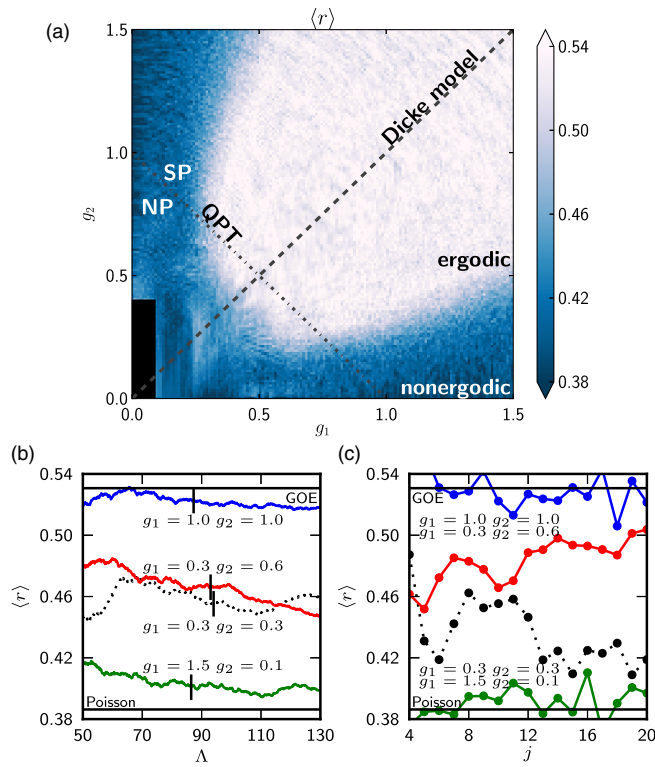 (a)
⟨r⟩
1.5
1.0
0.5
0.0
g₂
SP
NP
QPT
Dicke model
ergodic
nonergodic
0.0 0.5 1.0 1.5
g₁
0.54
0.50
0.46
0.42
0.38
(b)
0.54
0.50
0.46
0.42
0.38
⟨r⟩
GOE
g₁ = 1.0 g₂ = 1.0
g₁ = 0.3 g₂ = 0.6
g₁ = 0.3 g₂ = 0.3
g₁ = 1.5 g₂ = 0.1
Poisson
50 70 90 110 130
Λ
(c)
0.54
0.50
0.46
0.42
0.38
⟨r⟩
GOE
g₁ = 1.0 g₂ = 1.0
g₁ = 0.3 g₂ = 0.6
g₁ = 0.3 g₂ = 0.3
g₁ = 1.5 g₂ = 0.1
Poisson
4 8 12 16 20
j